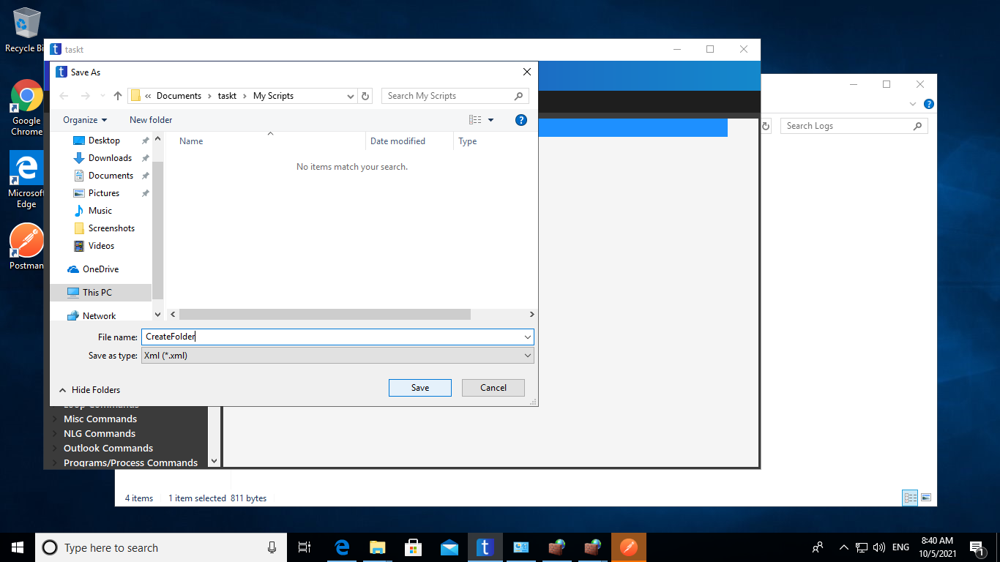 Recycle Bi
taskt
Save As
Documents
taskt
My Scripts
Search My Scripts
Organize
New folder
Google
Chrome
Search Logs
Desktop
Name
Date modified
Type
Downloads
No items match your search.
Documents
Pictures
Microsoft
Edge
Music
Screenshots
Videos
Postman
OneDrive
This PC
Network
File name:
CreateFolder
Save as type:
Xml (*.xml)
Hide Folders
Save
Cancel
Loop Commands
Misc Commands
NLG Commands
Outlook Commands
Programs/Process Commands
4 items
1 item selected 811 bytes
Type here to search
ENG
8:40 AM
10/5/2021
1